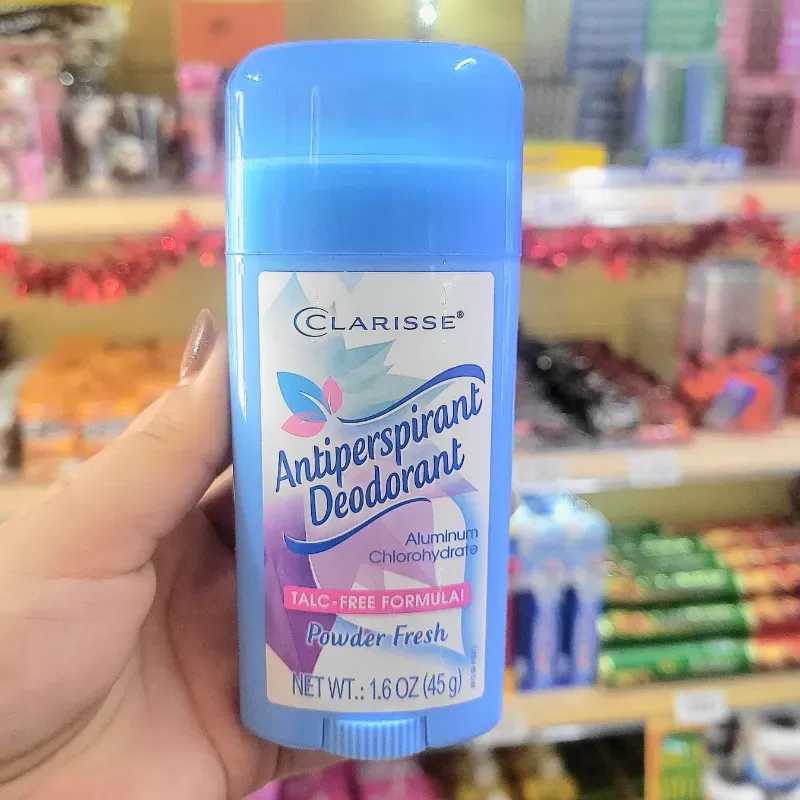 CLARISSE®
Antiperspirant
Deodorant
Aluminum
Chlorohydrate
TALC-FREE FORMULA!
Powder Fresh
NET WT.: 1.6 OZ (45 g)